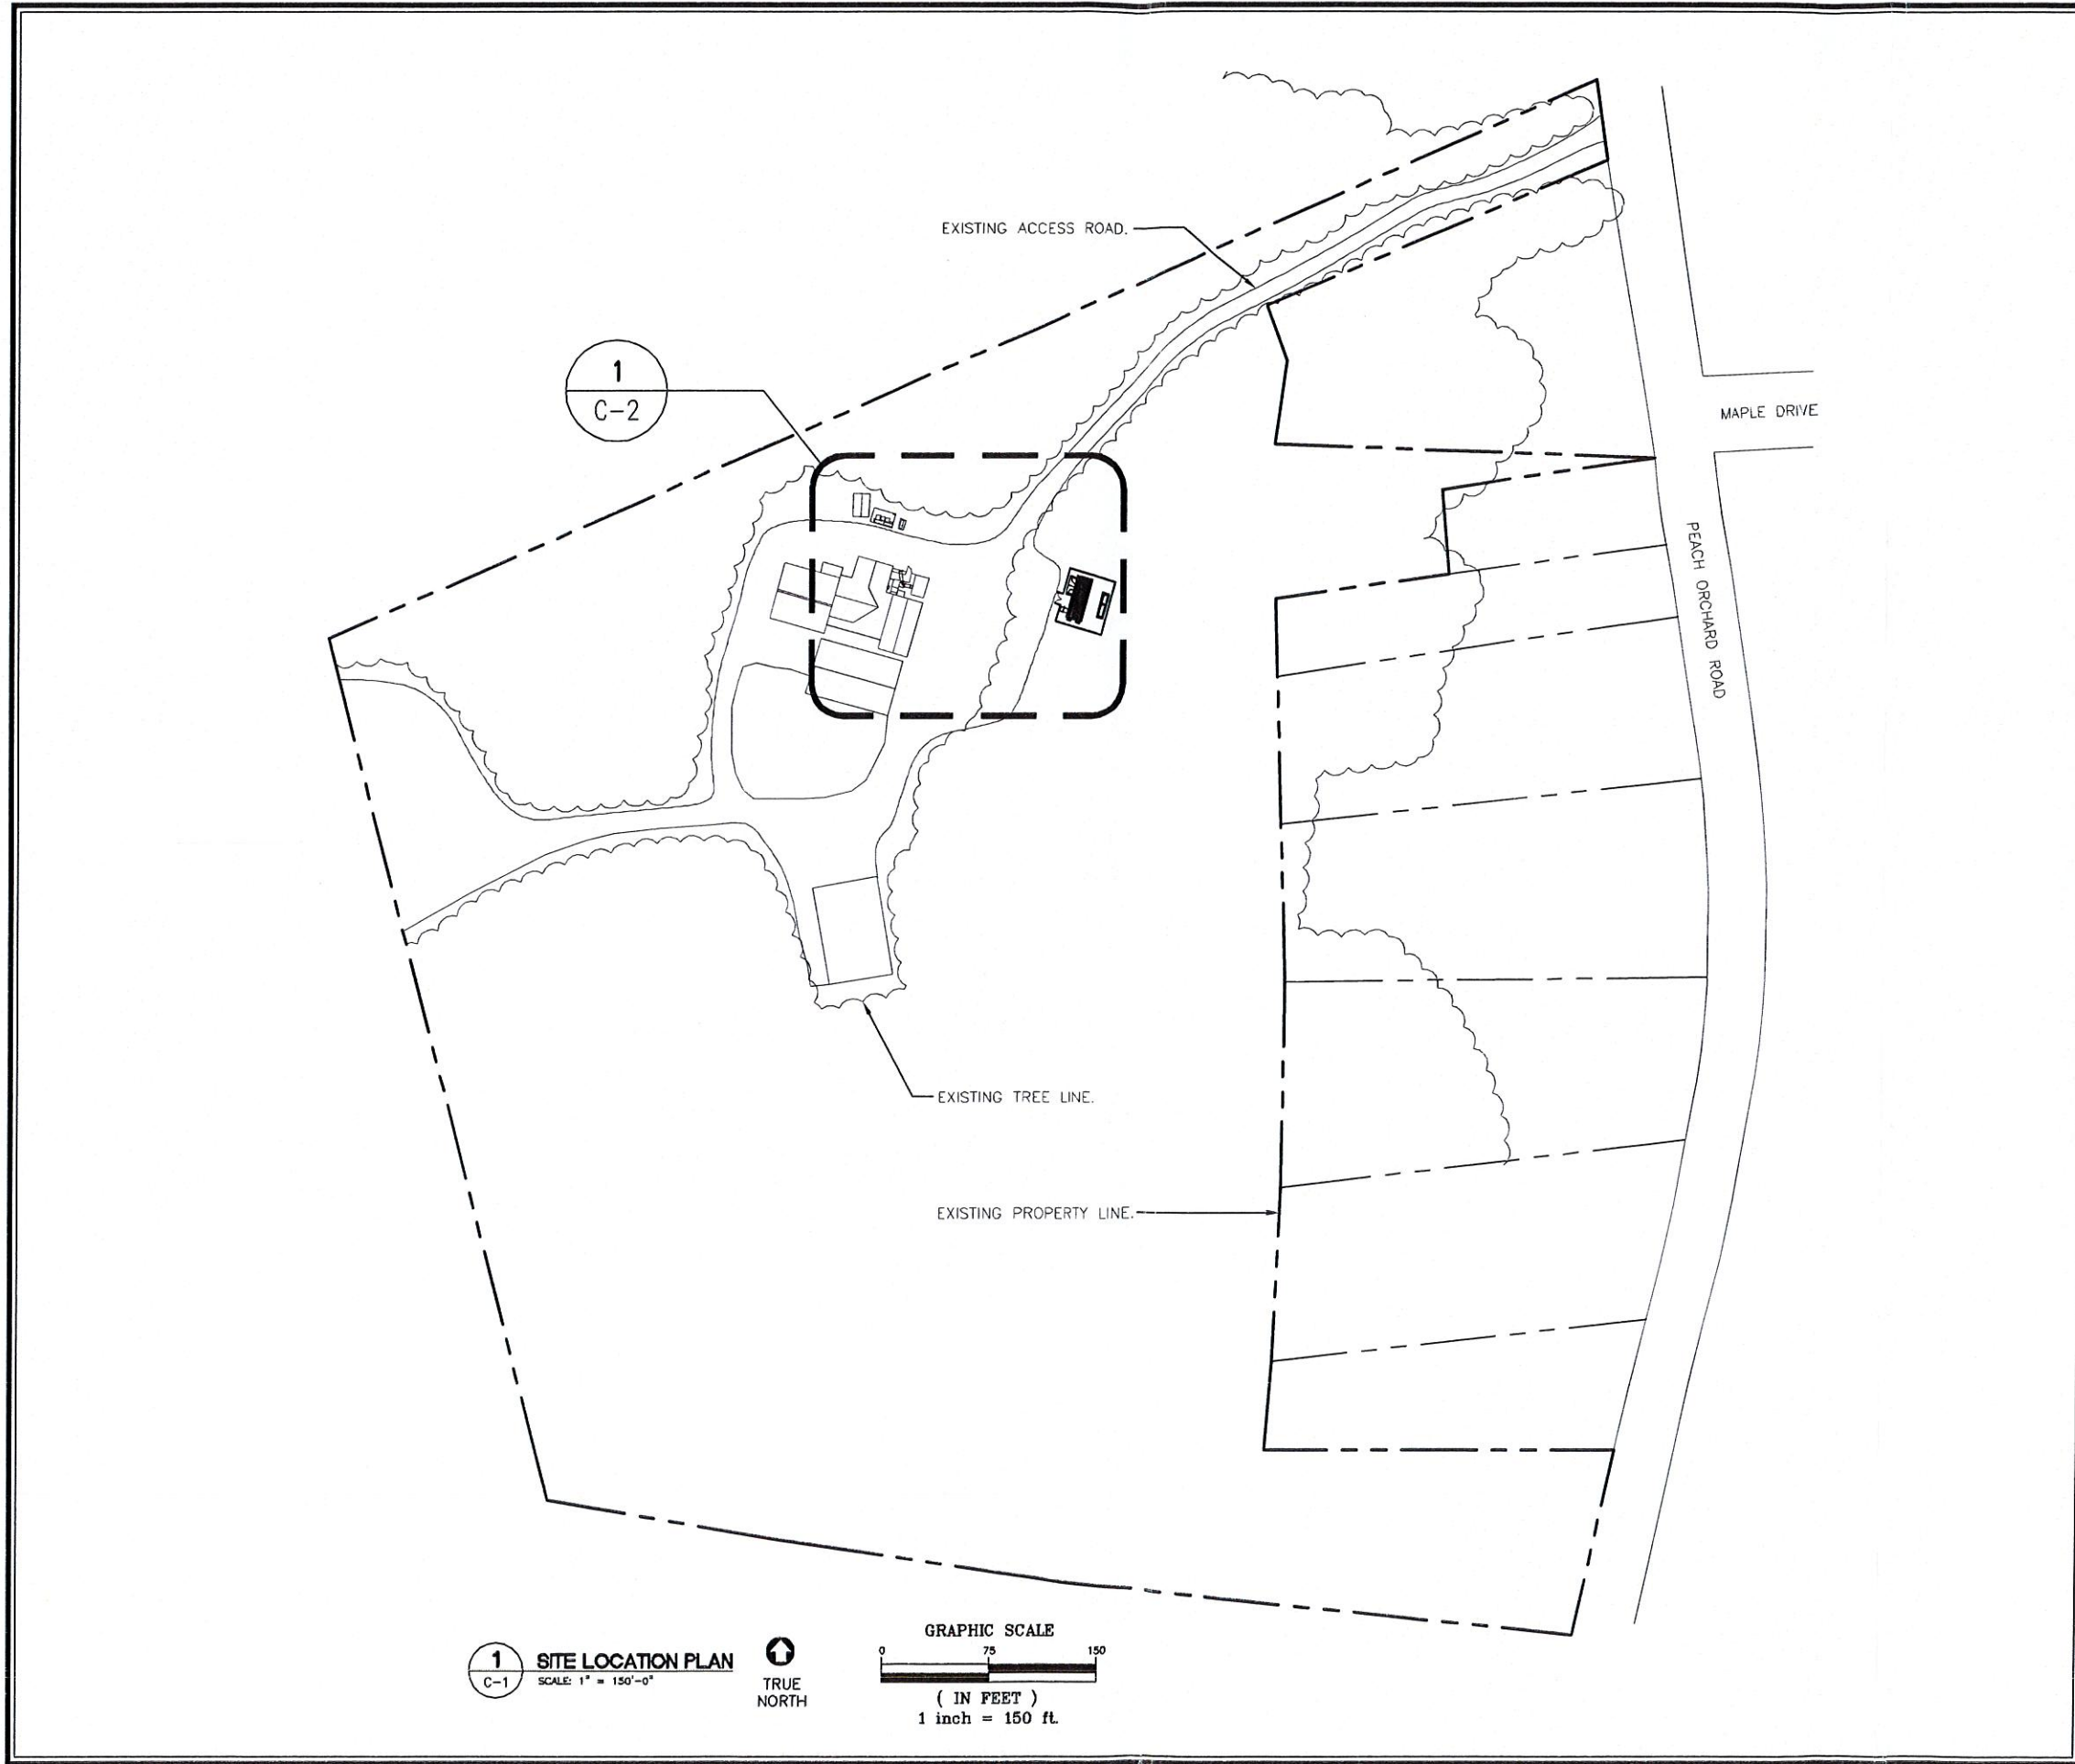 EXISTING ACCESS ROAD.
1
C-2
MAPLE DRIVE
PEACH ORCHARD ROAD
EXISTING TREE LINE.
EXISTING PROPERTY LINE.
1
C-1
SITE LOCATION PLAN
SCALE: 1" = 150'-0"
TRUE
NORTH
GRAPHIC SCALE
0 75 150
( IN FEET )
1 inch = 150 ft.